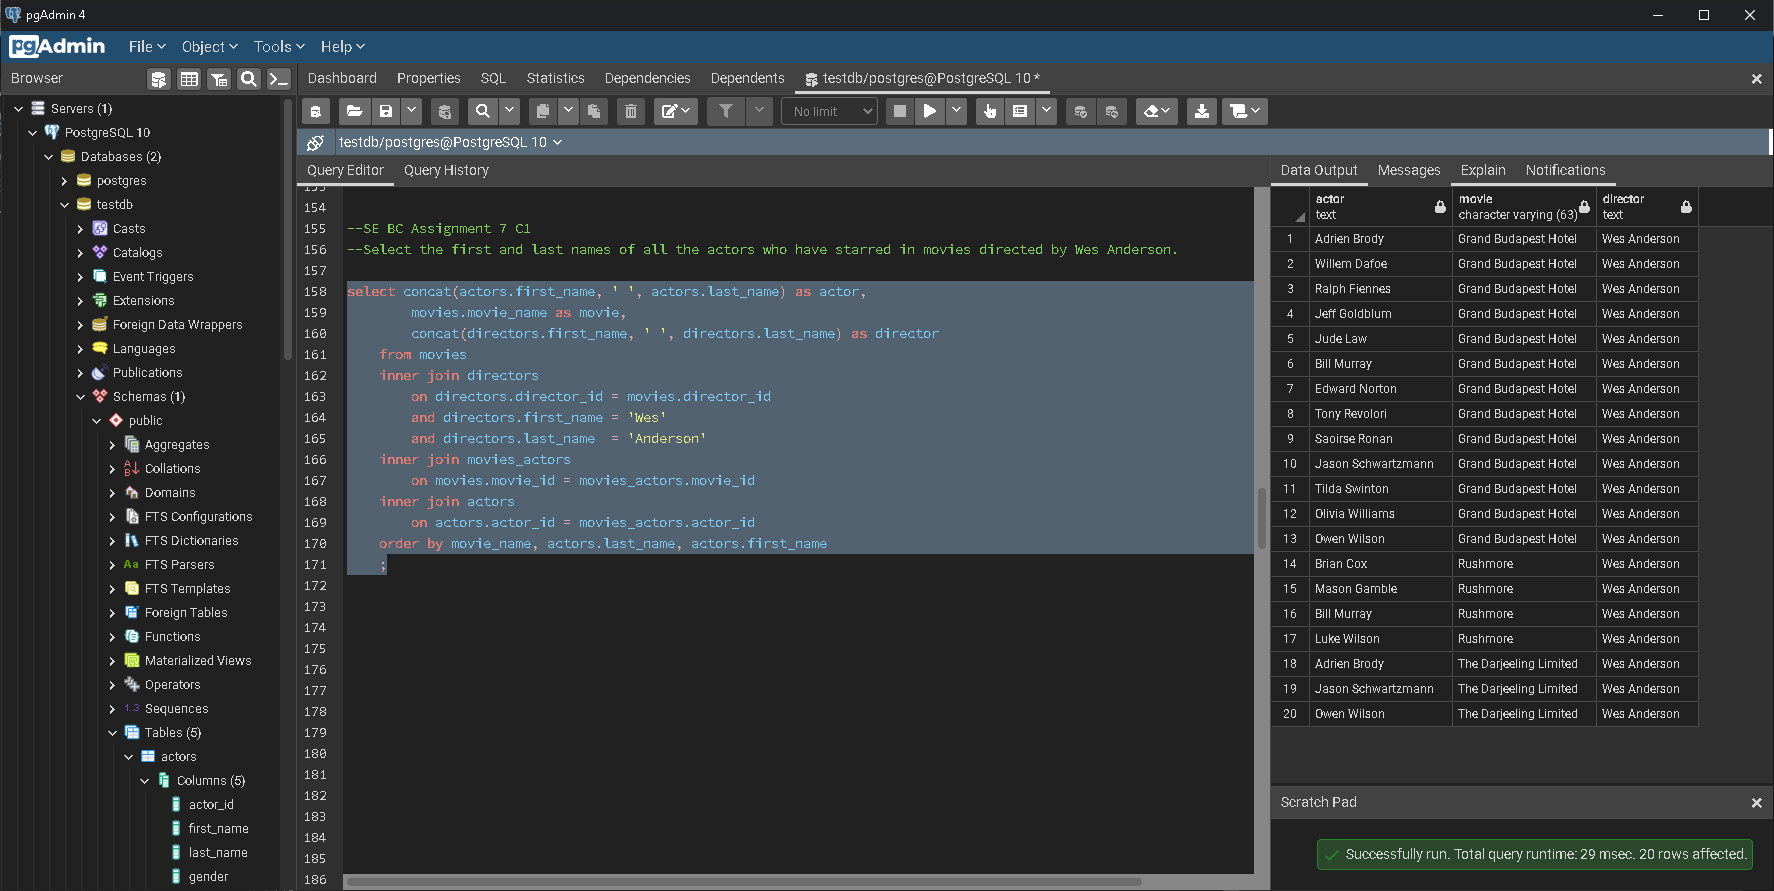 pgAdmin 4
pgAdmin
File
Object
Tools
Help
Browser
Dashboard
Properties
SQL
Statistics
Dependencies
Dependents
testdb/postgres@PostgreSQL 10 *
No limit
testdb/postgres@PostgreSQL 10
Servers (1)
PostgreSQL 10
Databases (2)
postgres
testdb
Casts
Catalogs
Event Triggers
Extensions
Foreign Data Wrappers
Languages
Publications
Schemas (1)
public
Aggregates
Collations
Domains
FTS Configurations
FTS Dictionaries
Aa FTS Parsers
FTS Templates
Foreign Tables
Functions
Materialized Views
Operators
1..3 Sequences
Tables (5)
actors
Columns (5)
actor_id
first_name
last_name
gender
Query Editor
Query History
153
154
155 --SE BC Assignment 7 C1
156 --Select the first and last names of all the actors who have starred in movies directed by Wes Anderson.
157
158 select concat(actors.first_name, ' ', actors.last_name) as actor,
159 movies.movie_name as movie,
160 concat(directors.first_name, ' ', directors.last_name) as director
161 from movies
162 inner join directors
163 on directors.director_id = movies.director_id
164 and directors.first_name = 'Wes'
165 and directors.last_name  = 'Anderson'
166 inner join movies_actors
167 on movies.movie_id = movies_actors.movie_id
168 inner join actors
169 on actors.actor_id = movies_actors.actor_id
170 order by movie_name, actors.last_name, actors.first_name
171 ;
172
173
174
175
176
177
178
179
180
181
182
183
184
185
186
Data Output
Messages
Explain
Notifications
actor text
movie character varying (63)
director text
1 Adrien Brody Grand Budapest Hotel Wes Anderson
2 Willem Dafoe Grand Budapest Hotel Wes Anderson
3 Ralph Fiennes Grand Budapest Hotel Wes Anderson
4 Jeff Goldblum Grand Budapest Hotel Wes Anderson
5 Jude Law Grand Budapest Hotel Wes Anderson
6 Bill Murray Grand Budapest Hotel Wes Anderson
7 Edward Norton Grand Budapest Hotel Wes Anderson
8 Tony Revolori Grand Budapest Hotel Wes Anderson
9 Saoirse Ronan Grand Budapest Hotel Wes Anderson
10 Jason Schwartzmann Grand Budapest Hotel Wes Anderson
11 Tilda Swinton Grand Budapest Hotel Wes Anderson
12 Olivia Williams Grand Budapest Hotel Wes Anderson
13 Owen Wilson Grand Budapest Hotel Wes Anderson
14 Brian Cox Rushmore Wes Anderson
15 Mason Gamble Rushmore Wes Anderson
16 Bill Murray Rushmore Wes Anderson
17 Luke Wilson Rushmore Wes Anderson
18 Adrien Brody The Darjeeling Limited Wes Anderson
19 Jason Schwartzmann The Darjeeling Limited Wes Anderson
20 Owen Wilson The Darjeeling Limited Wes Anderson
Scratch Pad
Successfully run. Total query runtime: 29 msec. 20 rows affected.